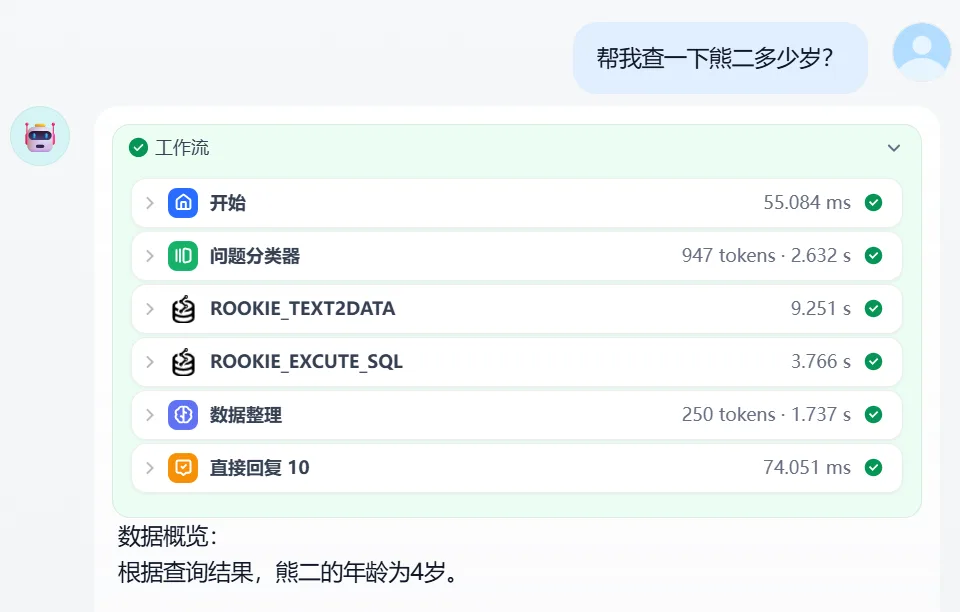 帮我查一下熊二多少岁？
工作流
开始 55.084 ms
问题分类器 947 tokens · 2.632 s
ROOKIE_TEXT2DATA 9.251 s
ROOKIE_EXCUTE_SQL 3.766 s
数据整理 250 tokens · 1.737 s
直接回复 10 74.051 ms
数据概览：
根据查询结果，熊二的年龄为4岁。